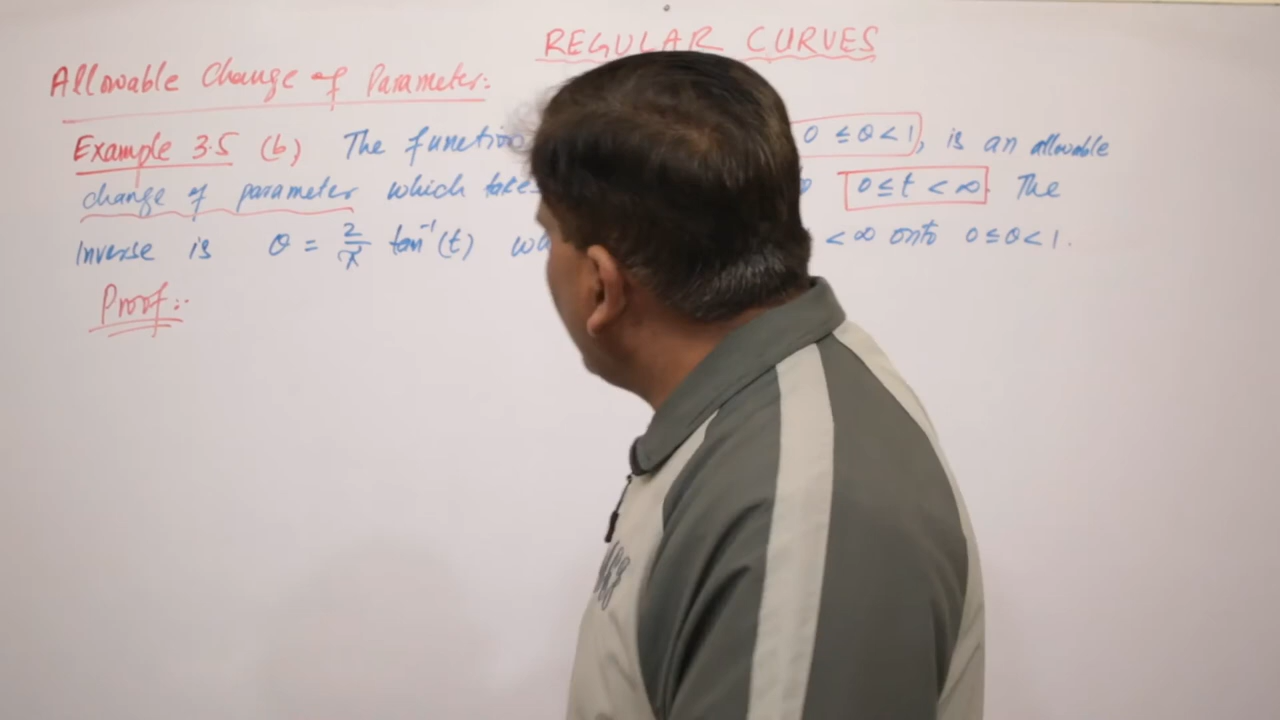 REGULAR CURVES
Allowable Change of Parameter:-
Example 3.5 (b) The function 0 ≤ θ < 1, is an allowable
change of parameter which takes 0 ≤ t < ∞ The
Inverse is θ = 2/π tan⁻¹(t) < ∞ onto 0 ≤ θ < 1.
Proof:-